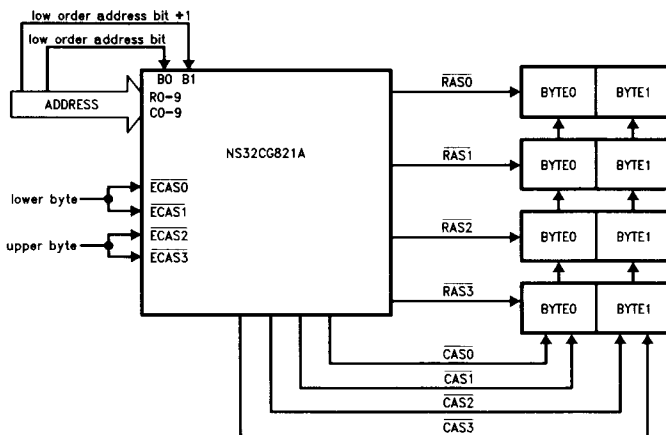 low order address bit +1
low order address bit
B0 B1
R0-9
C0-9
ADDRESS
NS32CG821A
RAS0
BYTE0 BYTE1
RAS1
BYTE0 BYTE1
ECAS0
lower byte
ECAS1
ECAS2
upper byte
ECAS3
RAS2
BYTE0 BYTE1
RAS3
BYTE0 BYTE1
CAS0
CAS1
CAS2
CAS3